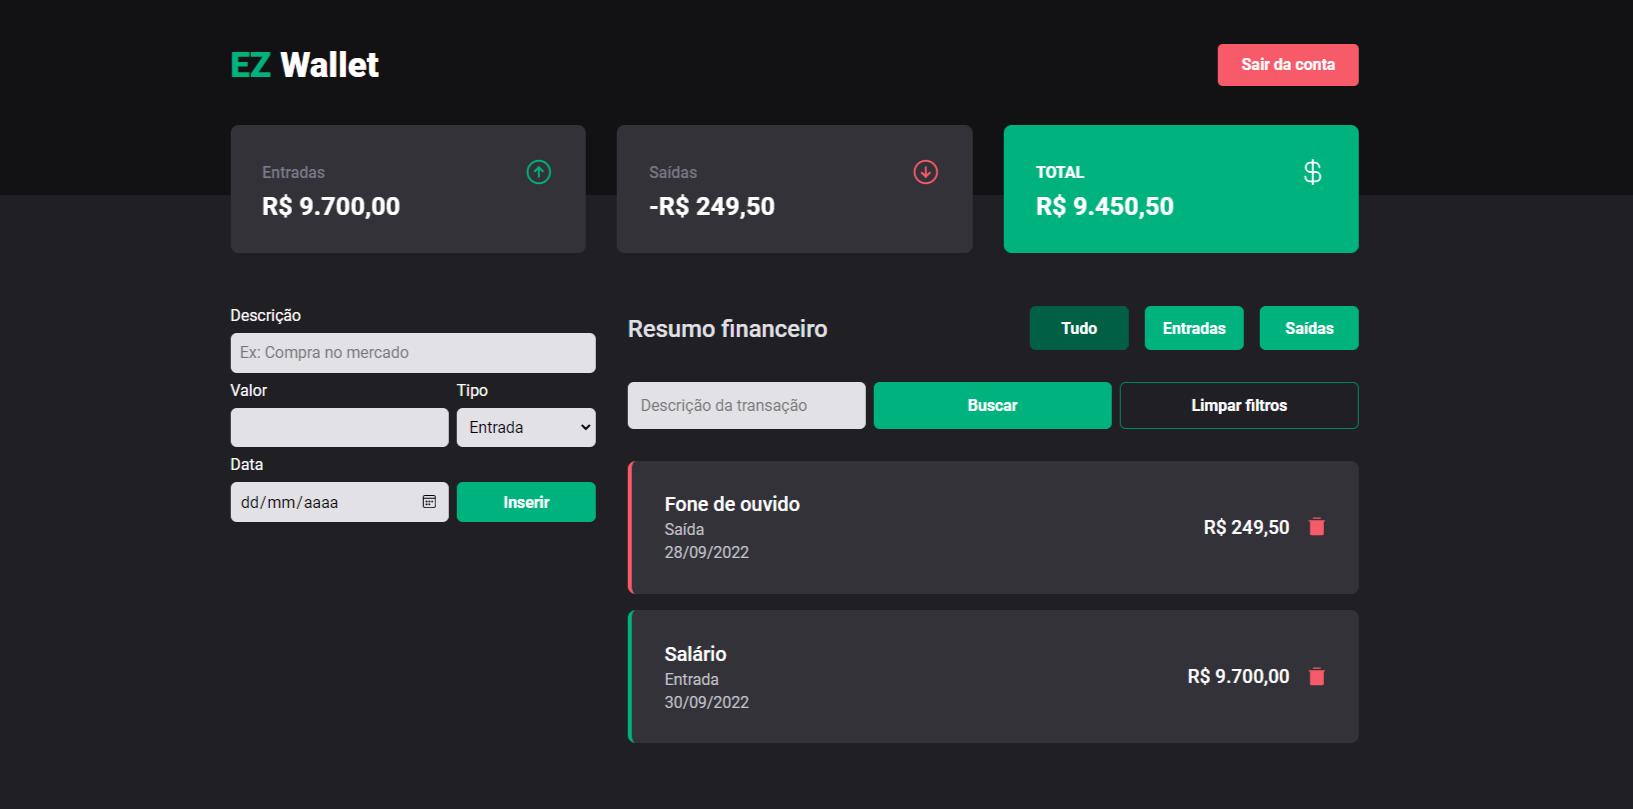 EZ Wallet
Sair da conta
Entradas
R$ 9.700,00
Saídas
-R$ 249,50
TOTAL
R$ 9.450,50
Descrição
Ex: Compra no mercado
Valor
Tipo
Entrada
Data
dd/mm/aaaa
Inserir
Resumo financeiro
Tudo
Entradas
Saídas
Descrição da transação
Buscar
Limpar filtros
Fone de ouvido
Saída
28/09/2022
R$ 249,50
Salário
Entrada
30/09/2022
R$ 9.700,00